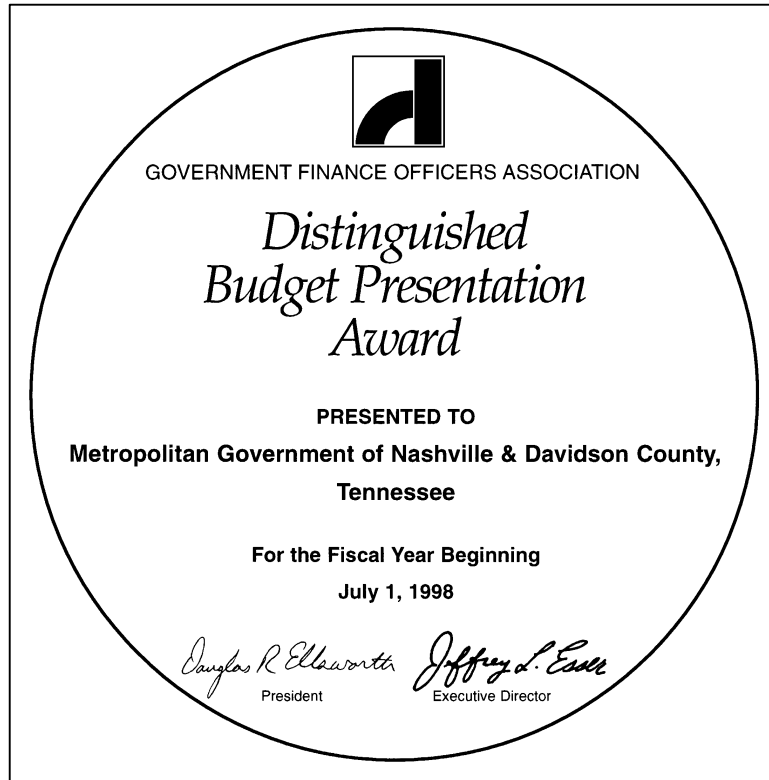 GOVERNMENT FINANCE OFFICERS ASSOCIATION
Distinguished
Budget Presentation
Award
PRESENTED TO
Metropolitan Government of Nashville & Davidson County,
Tennessee
For the Fiscal Year Beginning
July 1, 1998
Douglas R Ellsworth Jeffrey L. Esser
President Executive Director